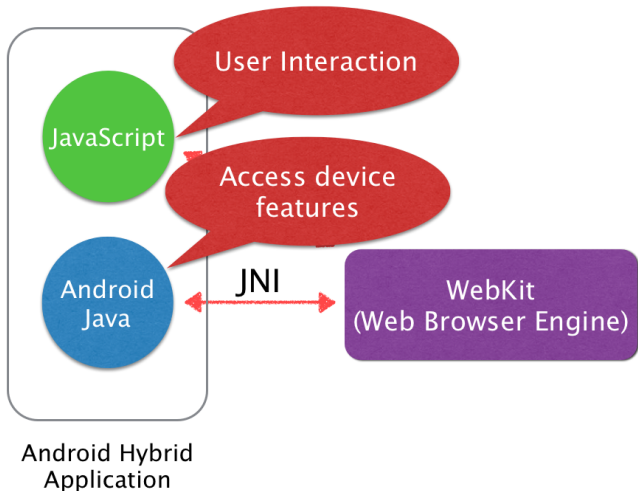 User Interaction
JavaScript
Access device
features
Android
Java
JNI
WebKit
(Web Browser Engine)
Android Hybrid
Application